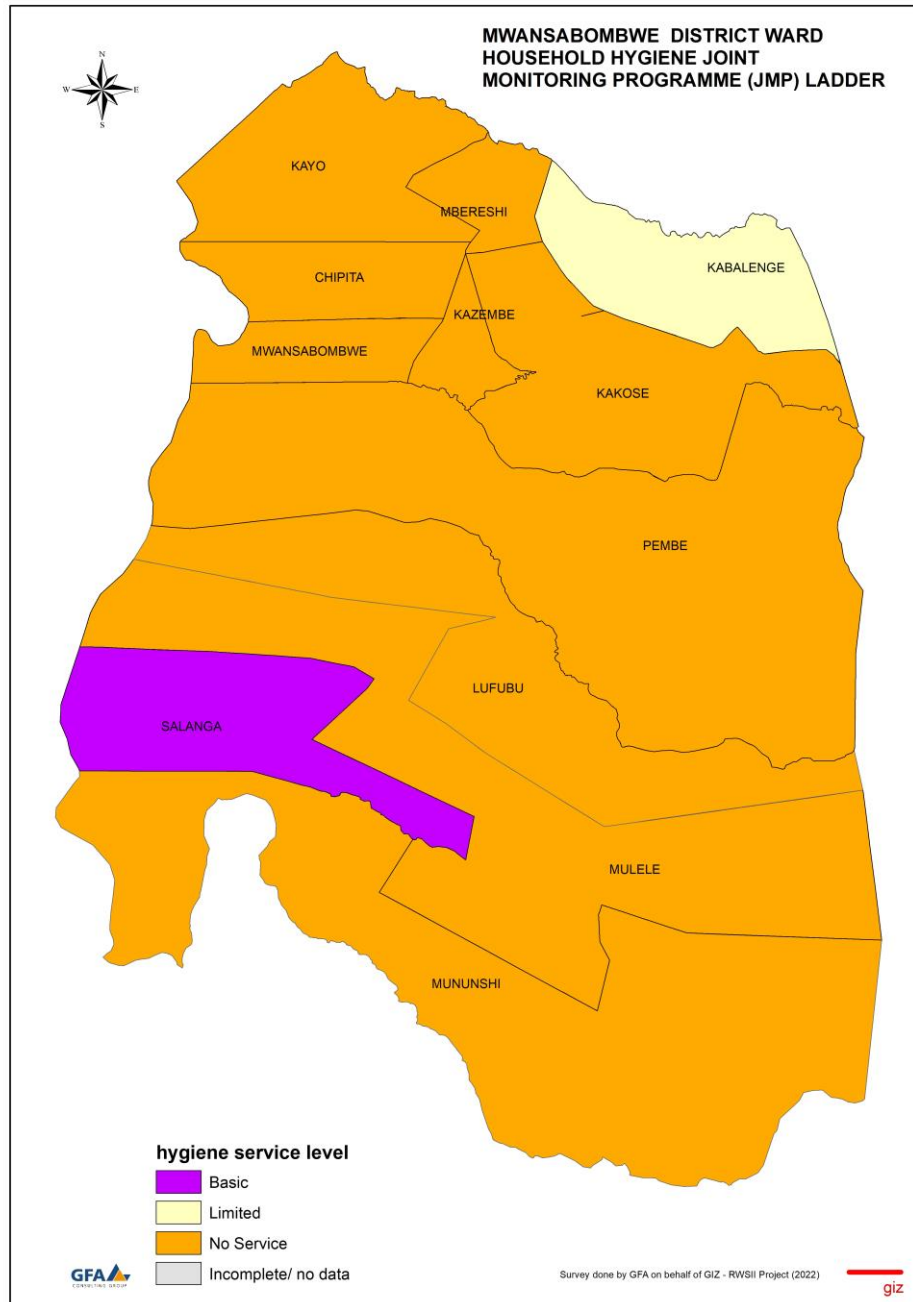 MWANSABOMBWE DISTRICT WARD
HOUSEHOLD HYGIENE JOINT
MONITORING PROGRAMME (JMP) LADDER
N
W E
S
KAYO
MBERESHI
KABALENGE
CHIPITA
KAZEMBE
MWANSABOMBWE
KAKOSE
PEMBE
LUFUBU
SALANGA
MULELE
MUNUNSHI
hygiene service level
Basic
Limited
No Service
Incomplete/ no data
GFA
CONSULTING GROUP
Survey done by GFA on behalf of GIZ - RWSII Project (2022)
giz